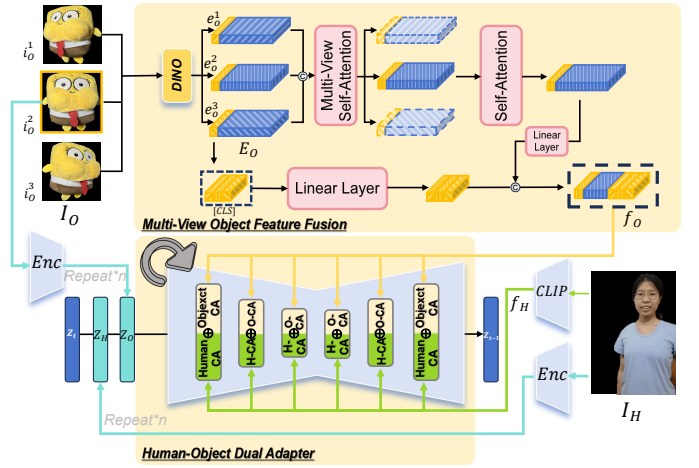 i_O^1
i_O^2
i_O^3
I_O
DINO
e_O^1
e_O^2
e_O^3
E_O
©
Multi-View
Self-Attention
Self-Attention
©
Linear
Layer
[CLS]
Linear Layer
©
f_O
Multi-View Object Feature Fusion
Enc
Repeat*n
Z_t
Z_H
Z_O
Human⊕Objexct
CA CA
H-CA⊕O-CA
H-⊕O-
CA CA
H-⊕O-
CA CA
H-CA⊕O-CA
Human⊕Object
CA CA
Z_{t-1}
f_H
CLIP
Enc
I_H
Repeat*n
Human-Object Dual Adapter